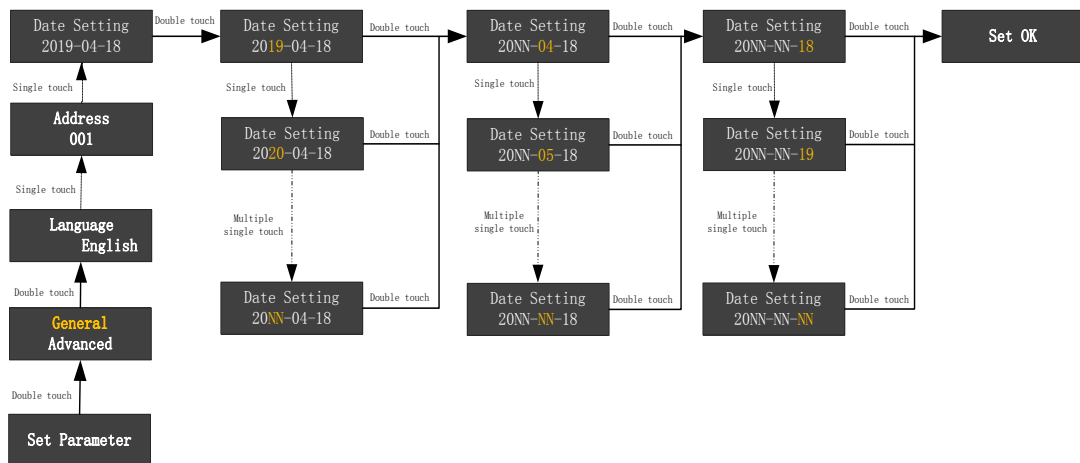 Date Setting
2019-04-18
Double touch
Date Setting
2019-04-18
Double touch
Date Setting
20NN-04-18
Double touch
Date Setting
20NN-NN-18
Double touch
Set OK
Single touch
Single touch
Single touch
Single touch
Address
001
Date Setting
2020-04-18
Double touch
Date Setting
20NN-05-18
Double touch
Date Setting
20NN-NN-19
Double touch
Single touch
Language
English
Multiple
single touch
Multiple
single touch
Multiple
single touch
Double touch
Date Setting
20NN-04-18
Double touch
Date Setting
20NN-NN-18
Double touch
Date Setting
20NN-NN-NN
Double touch
General
Advanced
Double touch
Set Parameter